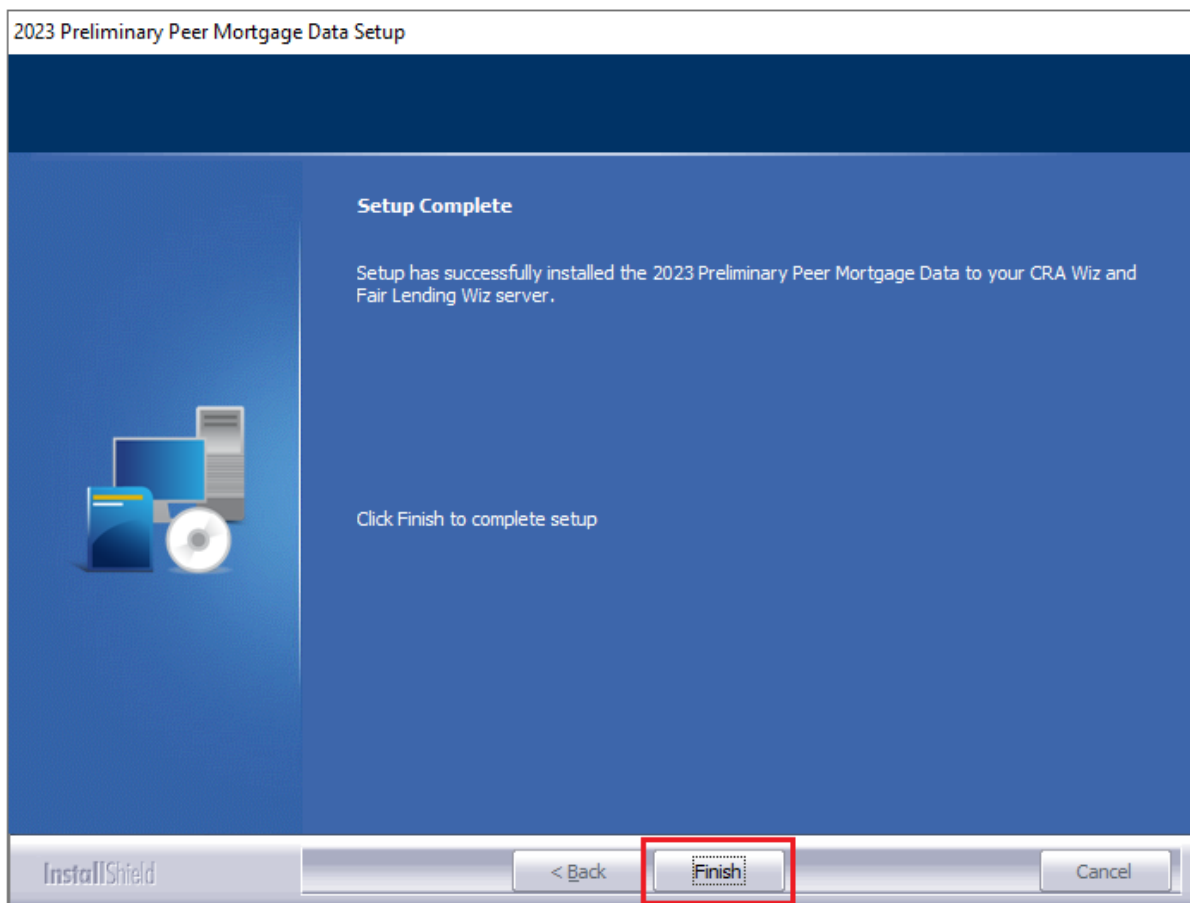 2023 Preliminary Peer Mortgage Data Setup
Setup Complete
Setup has successfully installed the 2023 Preliminary Peer Mortgage Data to your CRA Wiz and
Fair Lending Wiz server.
Click Finish to complete setup
InstallShield
< Back
Finish
Cancel